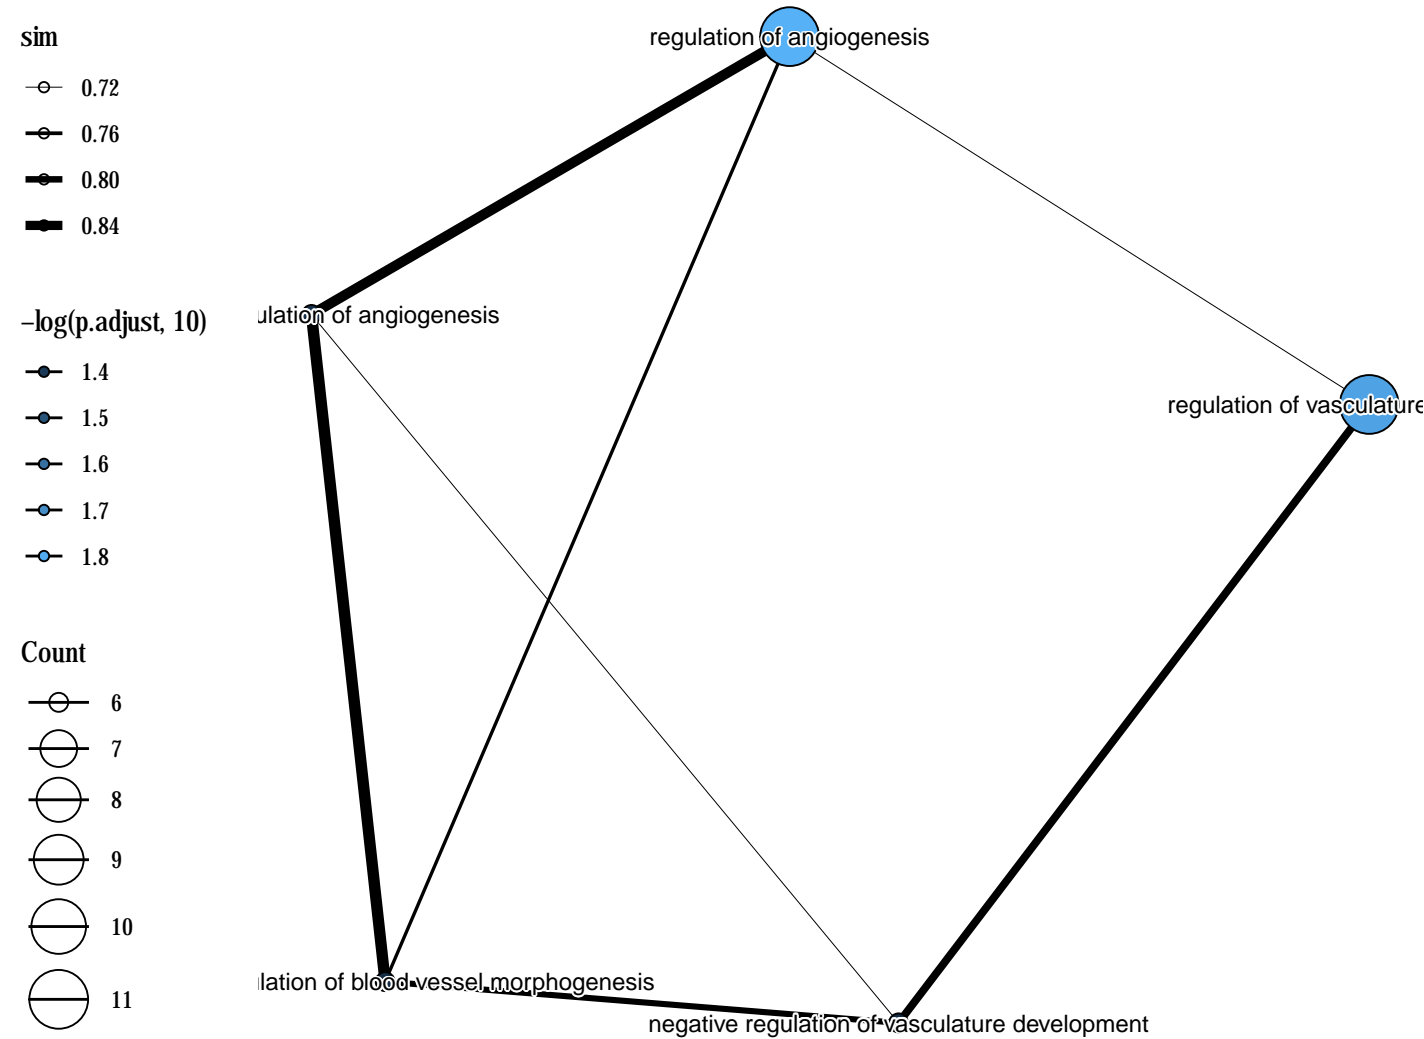 sim
0.72
0.76
0.80
0.84
−log(p.adjust, 10)
1.4
1.5
1.6
1.7
1.8
Count
6
7
8
9
10
11
regulation of angiogenesis
ulation of angiogenesis
regulation of vasculature
lation of blood vessel morphogenesis
negative regulation of vasculature development